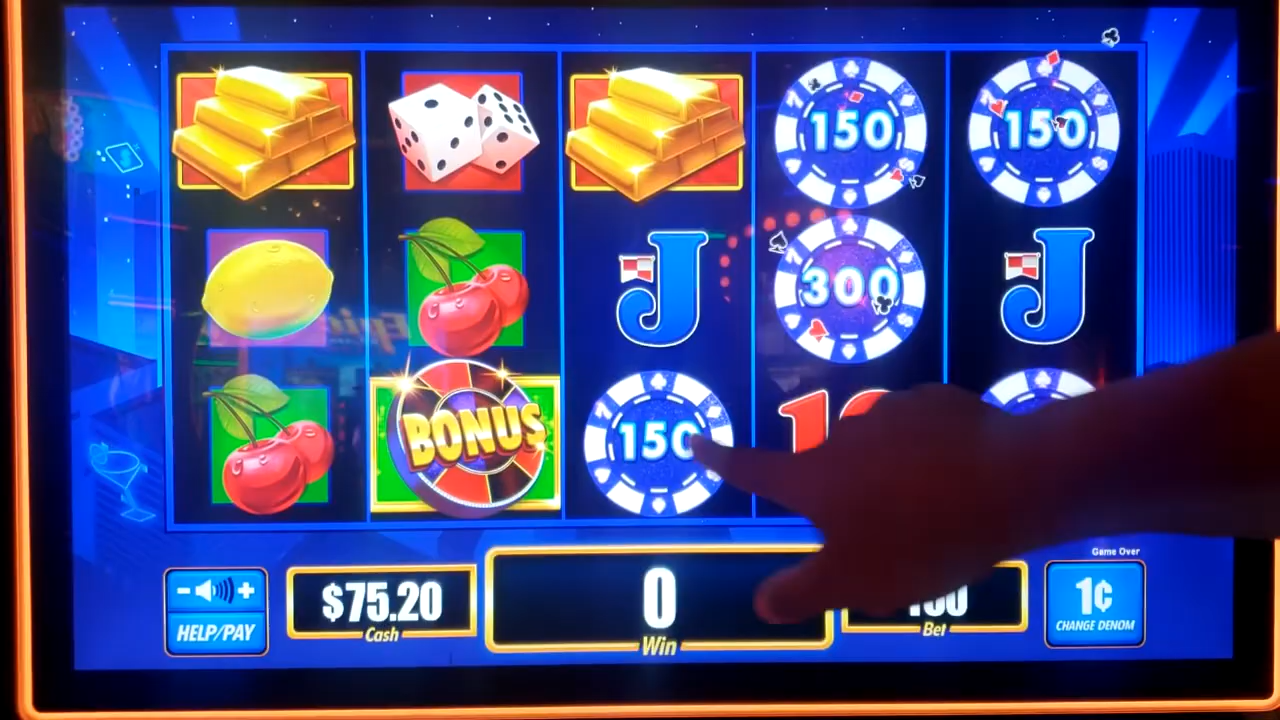 150
150
J
300
J
BONUS
150
- +
HELP/PAY
$75.20
Cash
0
Win
Bet
Game Over
1¢
CHANGE DENOM